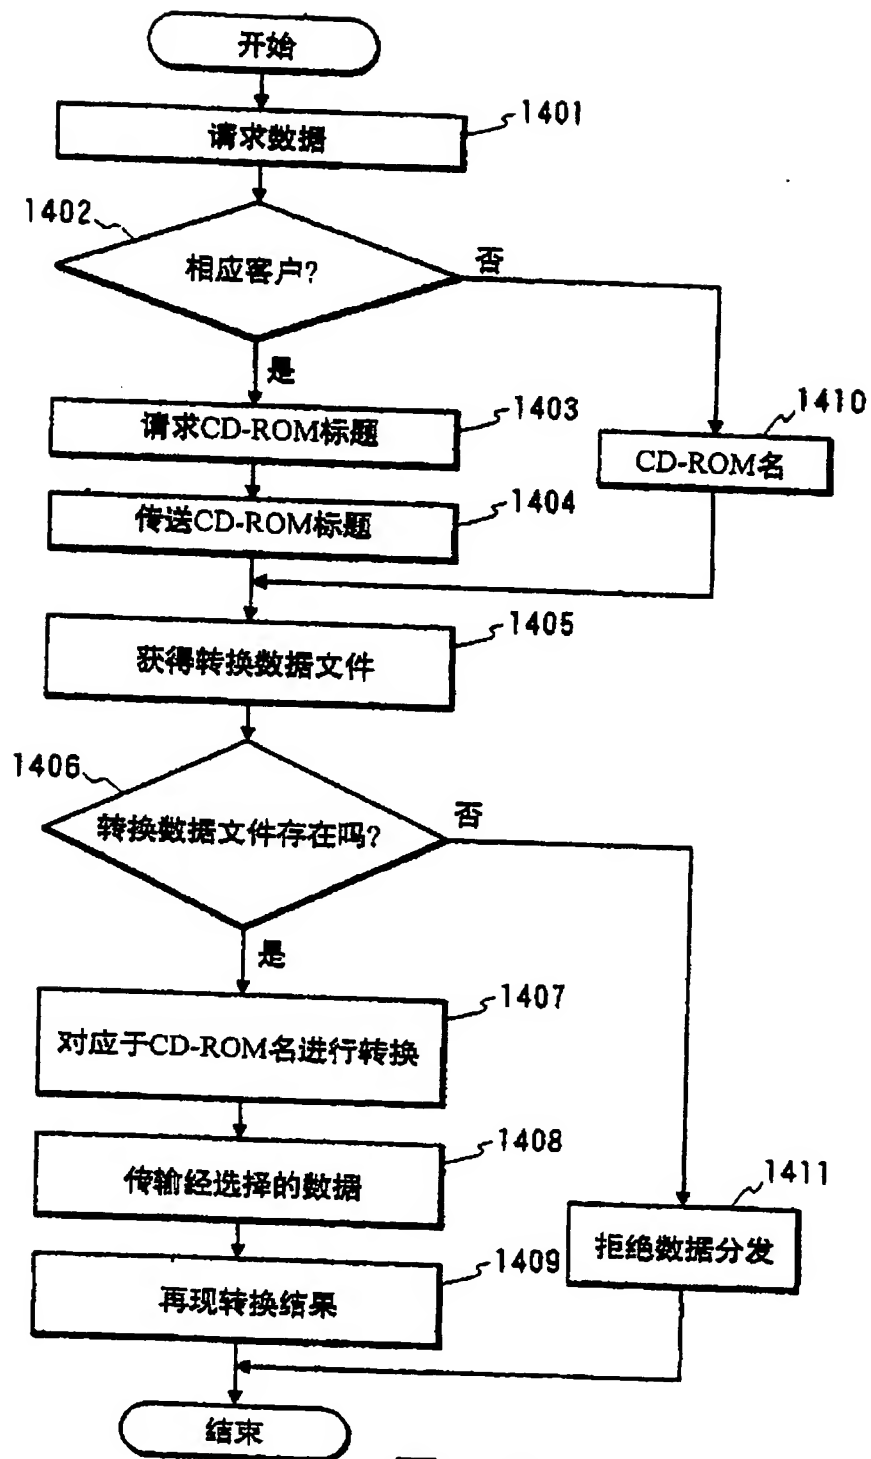 开始
请求数据
1401
1402
相应客户?
否
是
请求CD-ROM标题
1403
1410
CD-ROM名
传送CD-ROM标题
1404
获得转换数据文件
1405
1406
转换数据文件存在吗?
否
是
对应于CD-ROM名进行转换
1407
传输经选择的数据
1408
1411
拒绝数据分发
再现转换结果
1409
结束